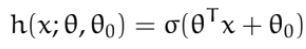 h(x; θ, θ₀) = σ(θᵀx + θ₀)